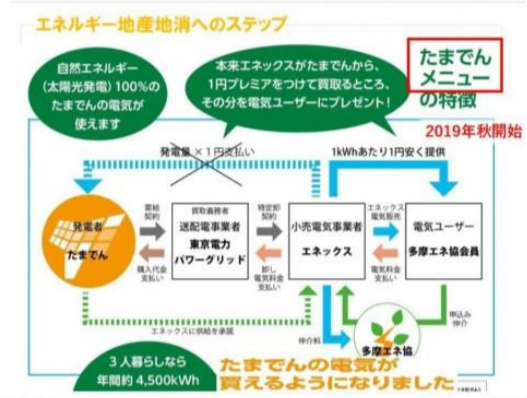 エネルギー地産地消へのステップ
自然エネルギー
(太陽光発電) 100%の
たまでんの電気が
使えます
本来エネックスがたまでんから、
1円プレミアをつけて買取るところ、
その分を電気ユーザーにプレゼント!
たまでん
メニュー
の特徴
2019年秋開始
発電量×1円支払い
1kWhあたり1円安く提供
発電者
たまでん
需給
契約
購入代金
支払い
買取義務者
送配電事業者
東京電力
パワーグリッド
特定卸
契約
卸し
電気料金
支払い
小売電気事業者
エネックス
エネックス
電気販売
電気料金
支払い
電気ユーザー
多摩エネ協会員
エネックスに供給を承諾
仲介料
多摩エネ協
申込み
仲介
3人暮らしなら
年間約 4,500kWh
たまでんの電気が
買えるようになりました